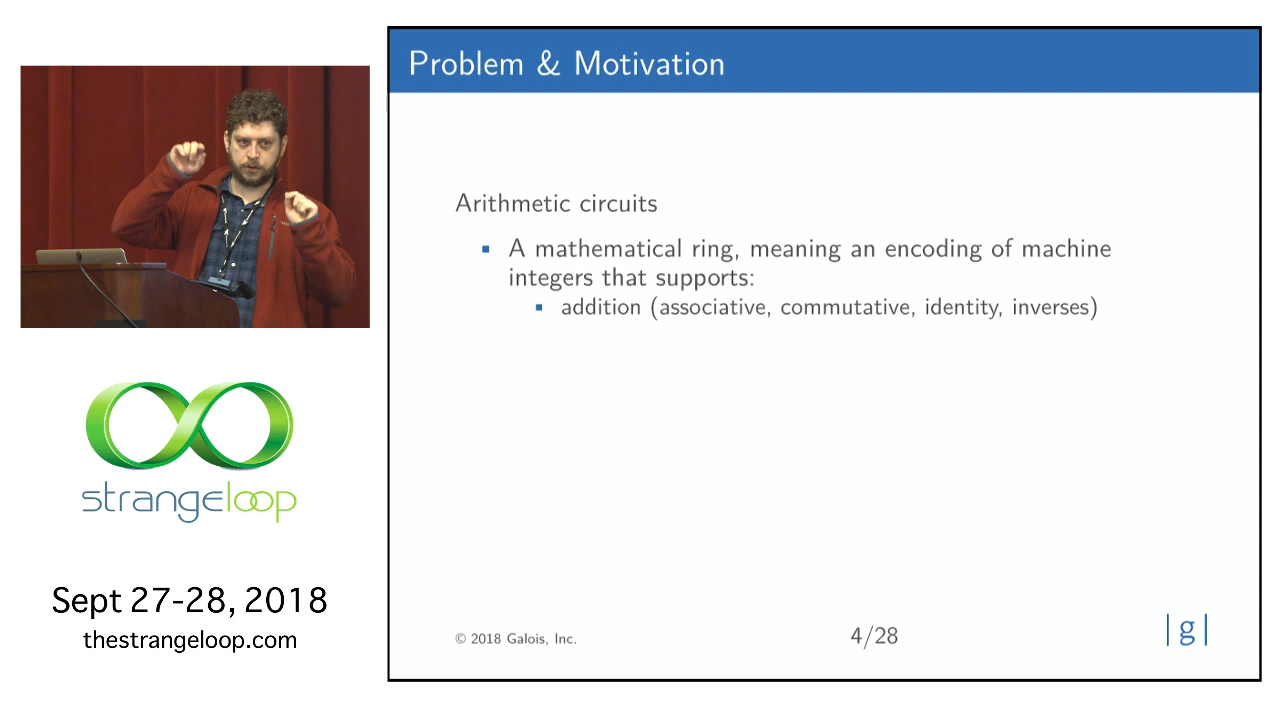 Problem & Motivation
Arithmetic circuits
▪ A mathematical ring, meaning an encoding of machine
integers that supports:
▪ addition (associative, commutative, identity, inverses)
strangeloop
Sept 27-28, 2018
thestrangeloop.com
© 2018 Galois, Inc.
4/28
|g|